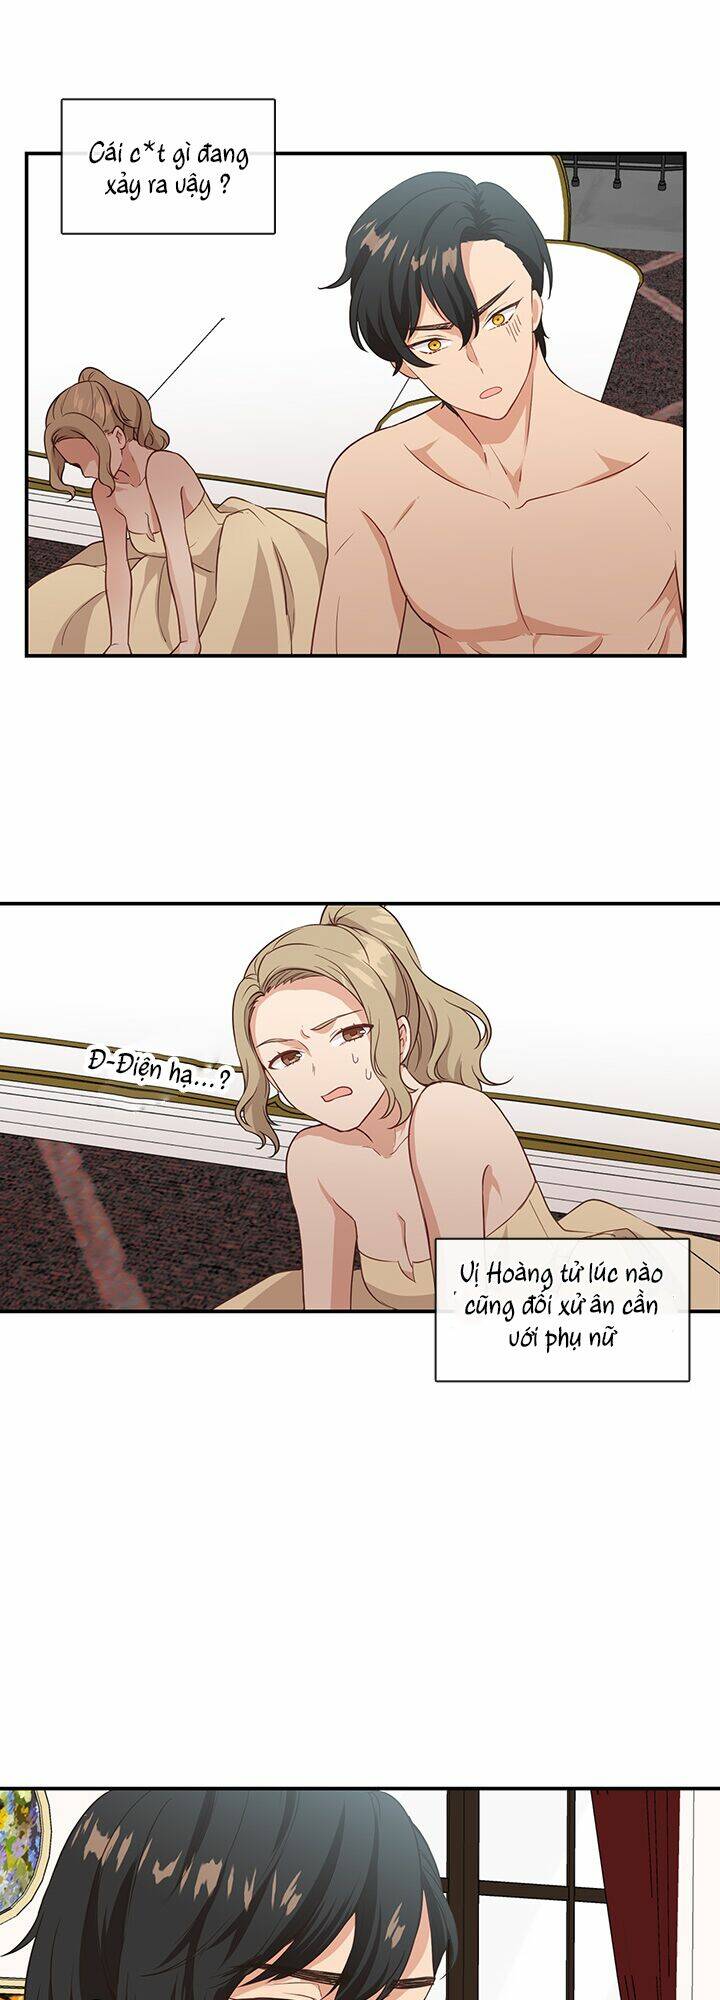 Cái c*t gì đang
xảy ra vậy ?
Đ-Điện hạ...?
Vị Hoàng tử lúc nào
cũng đối xử ân cần
với phụ nữ